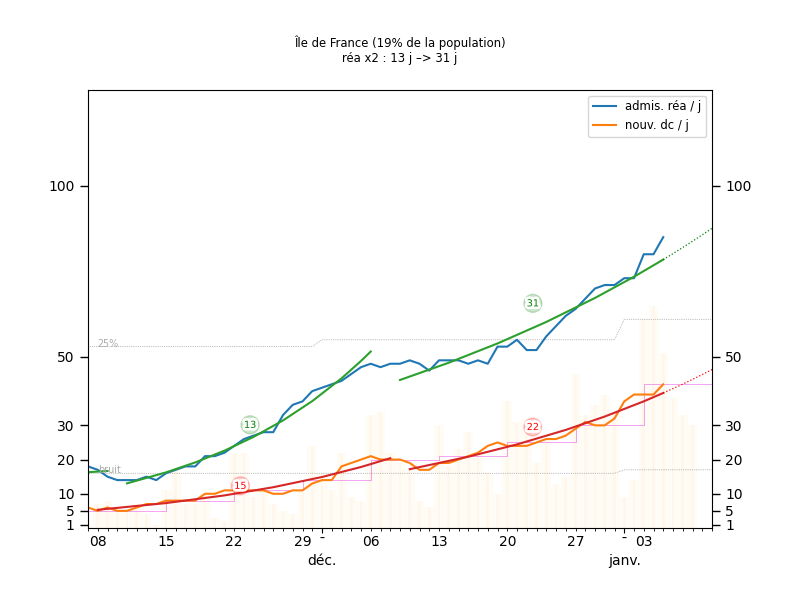 Île de France (19% de la population)
réa x2 : 13 j –> 31 j
admis. réa / j
nouv. dc / j
100 100
31
25%
50 50
13
22
30 30
20 20
bruit
15
10 10
5 5
1 1
08 15 22 29 - 06 13 20 27 - 03
déc. janv.